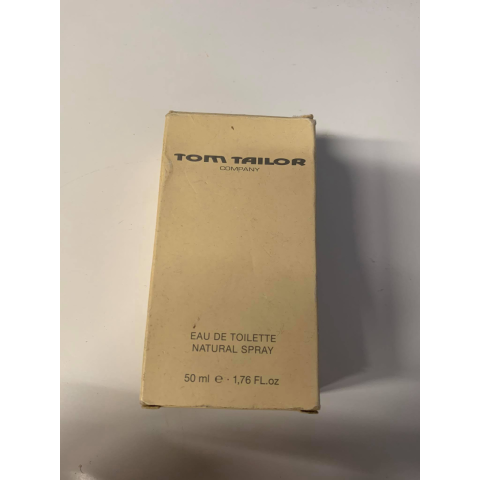 TOM TAILOR
COMPANY
EAU DE TOILETTE
NATURAL SPRAY
50 ml ℮ - 1,76 FL.oz